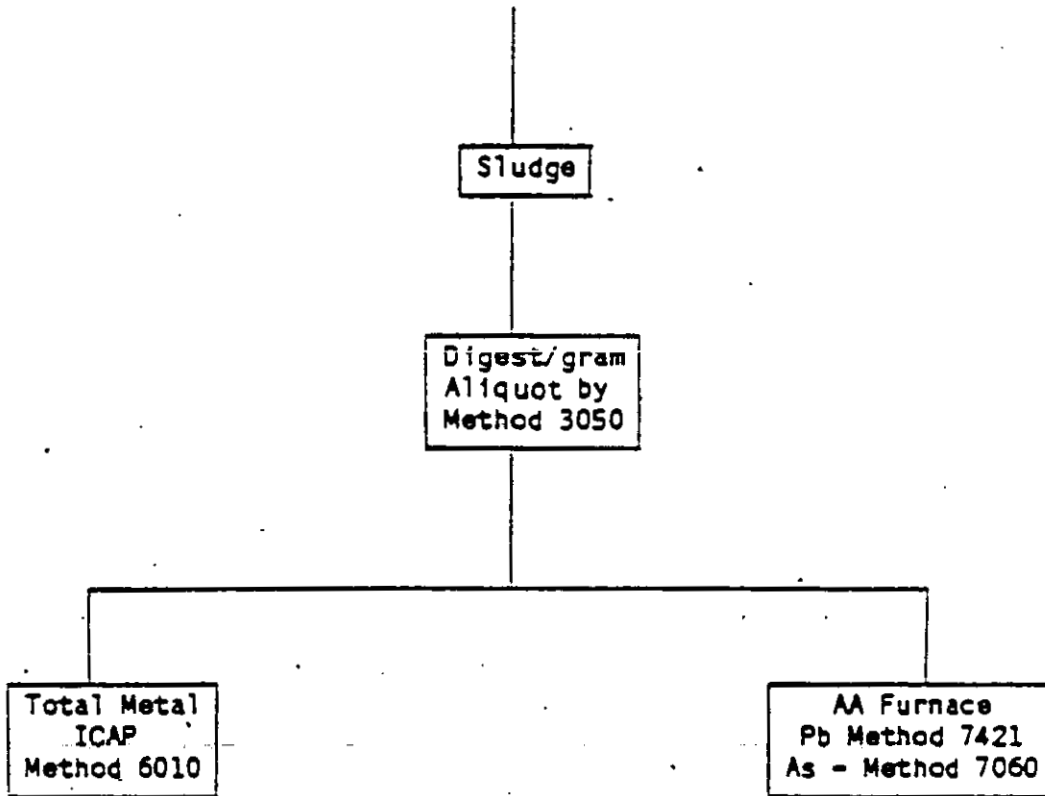 Sludge
Digest/gram
Aliquot by
Method 3050
Total Metal
ICAP
Method 6010
AA Furnace
Pb Method 7421
As - Method 7060